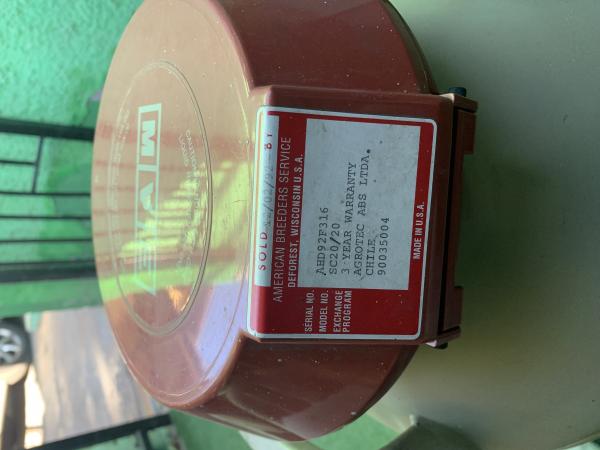 SOLD BY
AMERICAN BREEDERS SERVICE
DEFOREST, WISCONSIN U.S.A.
SERIAL NO. AHD92F316
MODEL NO. SC20/20
EXCHANGE PROGRAM 3 YEAR WARRANTY
AGROTEC ABS LTDA.
CHILE
90035004
MADE IN U.S.A.